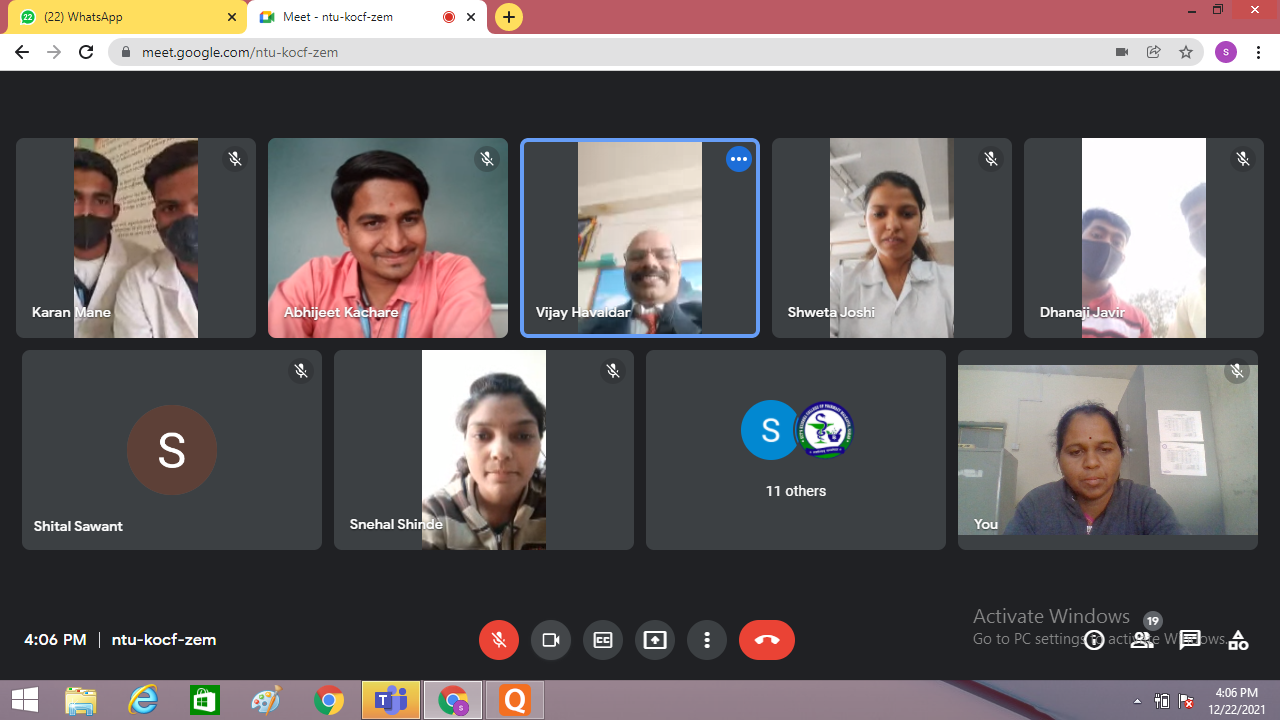 22
(22) WhatsApp
Meet - ntu-kocf-zem
meet.google.com/ntu-kocf-zem
S
Karan Mane
Abhijeet Kachare
Vijay Havaldar
Shweta Joshi
Dhanaji Javir
S
Shital Sawant
Snehal Shinde
S
11 others
You
4:06 PM | ntu-kocf-zem
CC
Activate Windows
Go to PC settings to activate Windows.
19
S
Q
4:06 PM
12/22/2021